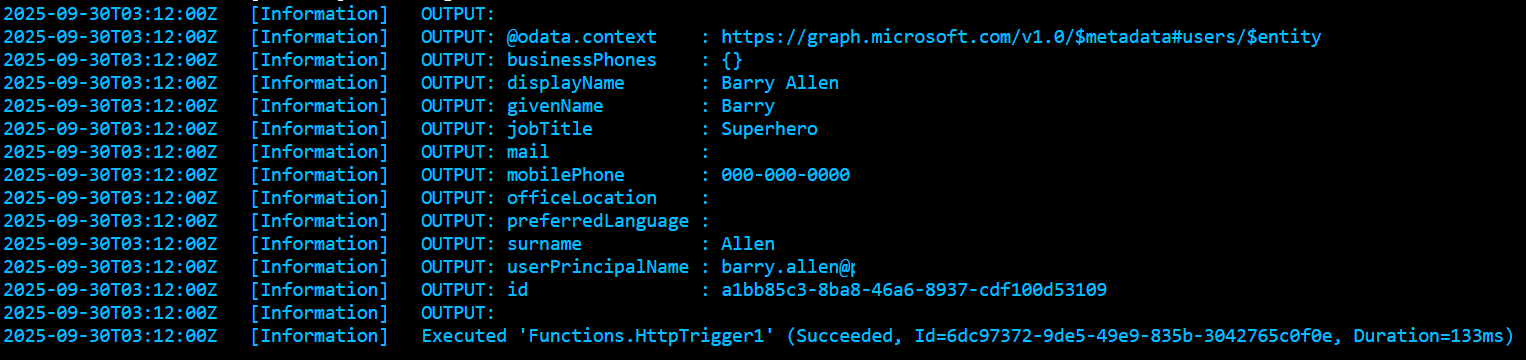 2025-09-30T03:12:00Z   [Information]   OUTPUT:
2025-09-30T03:12:00Z   [Information]   OUTPUT: @odata.context    : https://graph.microsoft.com/v1.0/$metadata#users/$entity
2025-09-30T03:12:00Z   [Information]   OUTPUT: businessPhones    : {}
2025-09-30T03:12:00Z   [Information]   OUTPUT: displayName       : Barry Allen
2025-09-30T03:12:00Z   [Information]   OUTPUT: givenName         : Barry
2025-09-30T03:12:00Z   [Information]   OUTPUT: jobTitle          : Superhero
2025-09-30T03:12:00Z   [Information]   OUTPUT: mail              :
2025-09-30T03:12:00Z   [Information]   OUTPUT: mobilePhone       : 000-000-0000
2025-09-30T03:12:00Z   [Information]   OUTPUT: officeLocation    :
2025-09-30T03:12:00Z   [Information]   OUTPUT: preferredLanguage :
2025-09-30T03:12:00Z   [Information]   OUTPUT: surname           : Allen
2025-09-30T03:12:00Z   [Information]   OUTPUT: userPrincipalName : barry.allen@
2025-09-30T03:12:00Z   [Information]   OUTPUT: id                : a1bb85c3-8ba8-46a6-8937-cdf100d53109
2025-09-30T03:12:00Z   [Information]   OUTPUT:
2025-09-30T03:12:00Z   [Information]   Executed 'Functions.HttpTrigger1' (Succeeded, Id=6dc97372-9de5-49e9-835b-3042765c0f0e, Duration=133ms)